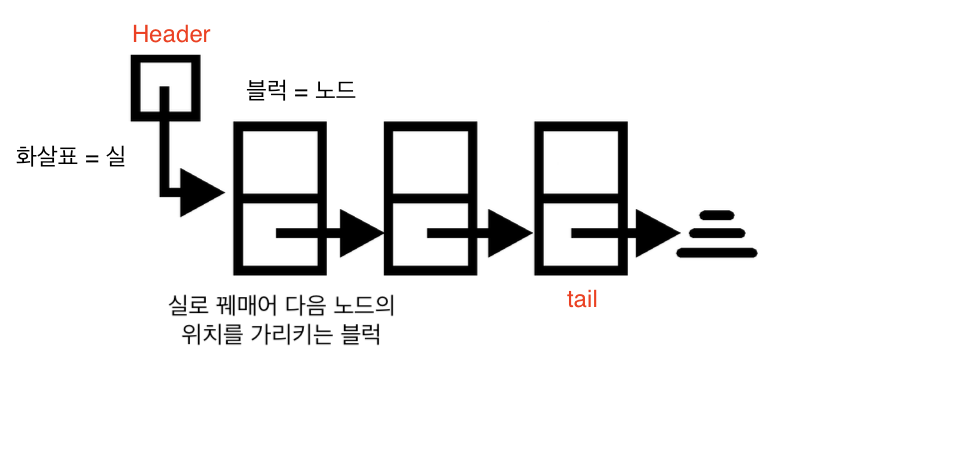 Header
블럭 = 노드
화살표 = 실
실로 꿰매어 다음 노드의
위치를 가리키는 블럭
tail